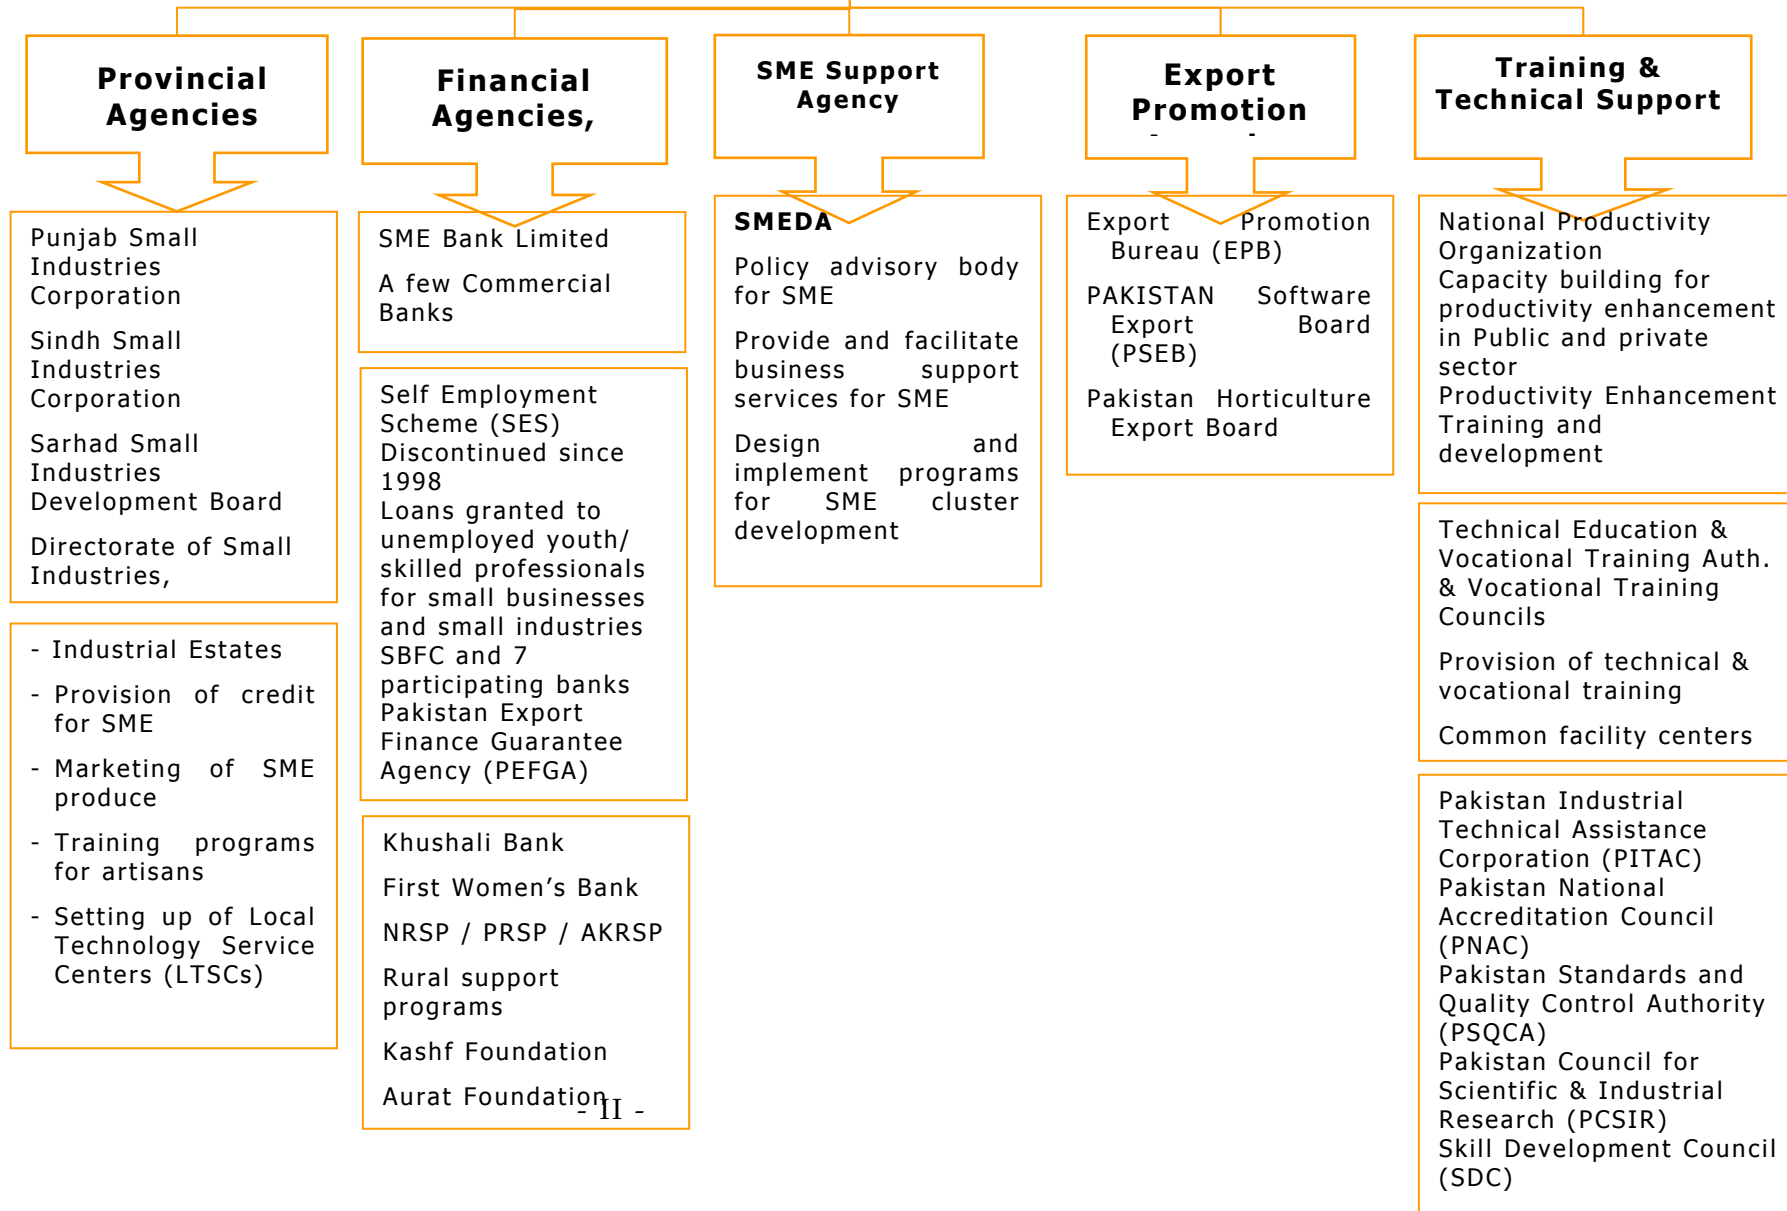 Provincial
Agencies
Punjab Small
Industries
Corporation
Sindh Small
Industries
Corporation
Sarhad Small
Industries
Development Board
Directorate of Small
Industries,
- Industrial Estates
- Provision of credit
for SME
- Marketing of SME
produce
- Training programs
for artisans
- Setting up of Local
Technology Service
Centers (LTSCs)
Financial
Agencies,
SME Bank Limited
A few Commercial
Banks
Self Employment
Scheme (SES)
Discontinued since
1998
Loans granted to
unemployed youth/
skilled professionals
for small businesses
and small industries
SBFC and 7
participating banks
Pakistan Export
Finance Guarantee
Agency (PEFGA)
Khushali Bank
First Women’s Bank
NRSP / PRSP / AKRSP
Rural support
programs
Kashf Foundation
Aurat Foundation
SME Support
Agency
SMEDA
Policy advisory body
for SME
Provide and facilitate
business support
services for SME
Design and
implement programs
for SME cluster
development
Export
Promotion
Export Promotion
Bureau (EPB)
PAKISTAN Software
Export Board
(PSEB)
Pakistan Horticulture
Export Board
Training &
Technical Support
National Productivity
Organization
Capacity building for
productivity enhancement
in Public and private
sector
Productivity Enhancement
Training and
development
Technical Education &
Vocational Training Auth.
& Vocational Training
Councils
Provision of technical &
vocational training
Common facility centers
Pakistan Industrial
Technical Assistance
Corporation (PITAC)
Pakistan National
Accreditation Council
(PNAC)
Pakistan Standards and
Quality Control Authority
(PSQCA)
Pakistan Council for
Scientific & Industrial
Research (PCSIR)
Skill Development Council
(SDC)
- II -